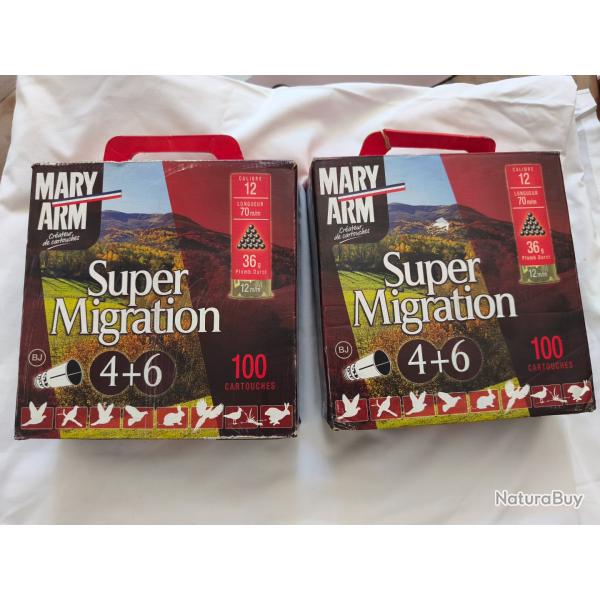 MARY
ARM
Créateur
de cartouches
CALIBRE
12
LONGUEUR
70 m/m
36 g
Plomb Durci
12 m/m
Super
Migration
BJ
4+6
100
CARTOUCHES
MARY
ARM
Créateur
de cartouches
CALIBRE
12
LONGUEUR
70 m/m
36 g
Plomb Durci
12 m/m
Super
Migration
BJ
4+6
100
CARTOUCHES
NaturaBuy